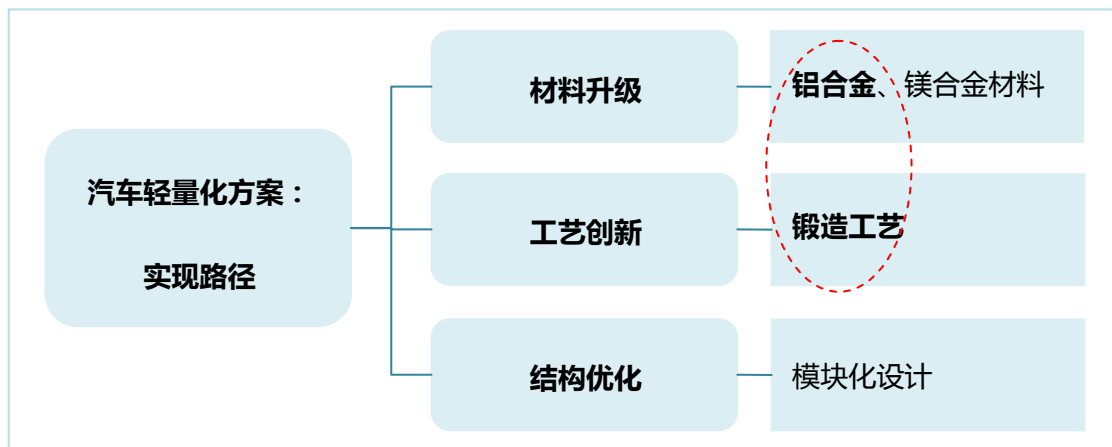 汽车轻量化方案：
实现路径
材料升级
铝合金、镁合金材料
工艺创新
锻造工艺
结构优化
模块化设计